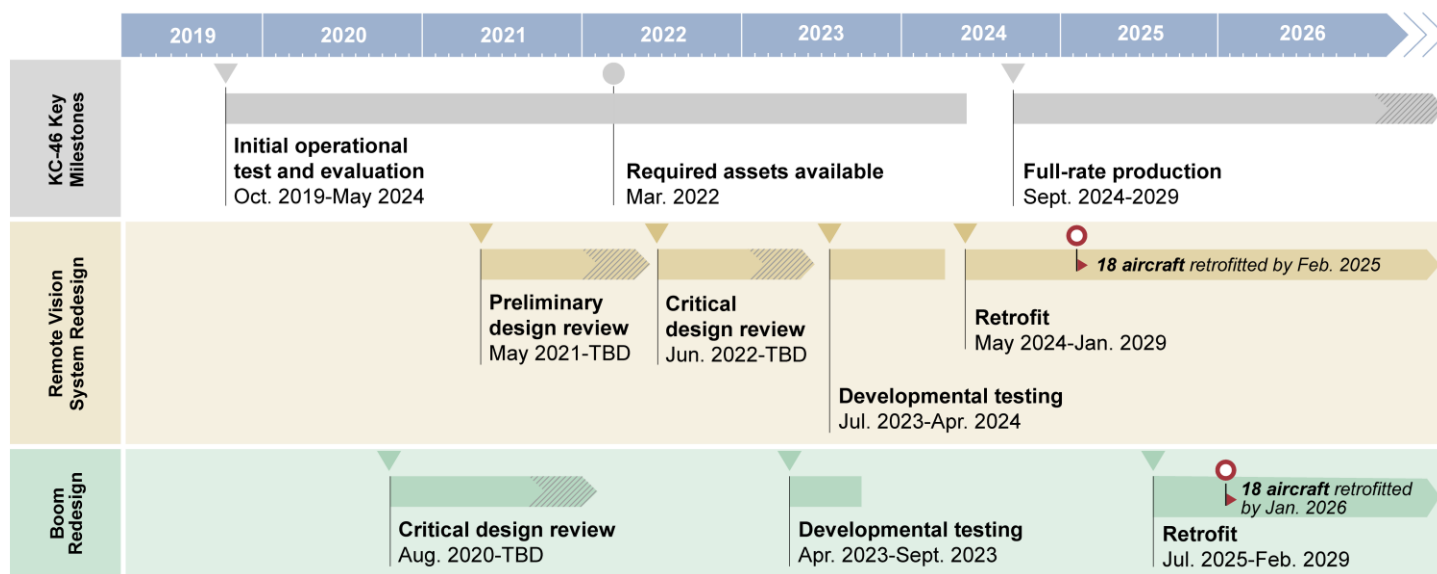 2019 2020 2021 2022 2023 2024 2025 2026
KC-46 Key
Milestones
Initial operational
test and evaluation
Oct. 2019-May 2024
Required assets available
Mar. 2022
Full-rate production
Sept. 2024-2029
Remote Vision
System Redesign
Preliminary
design review
May 2021-TBD
Critical
design review
Jun. 2022-TBD
Developmental testing
Jul. 2023-Apr. 2024
Retrofit
May 2024-Jan. 2029
18 aircraft retrofitted by Feb. 2025
Boom
Redesign
Critical design review
Aug. 2020-TBD
Developmental testing
Apr. 2023-Sept. 2023
Retrofit
Jul. 2025-Feb. 2029
18 aircraft retrofitted
by Jan. 2026